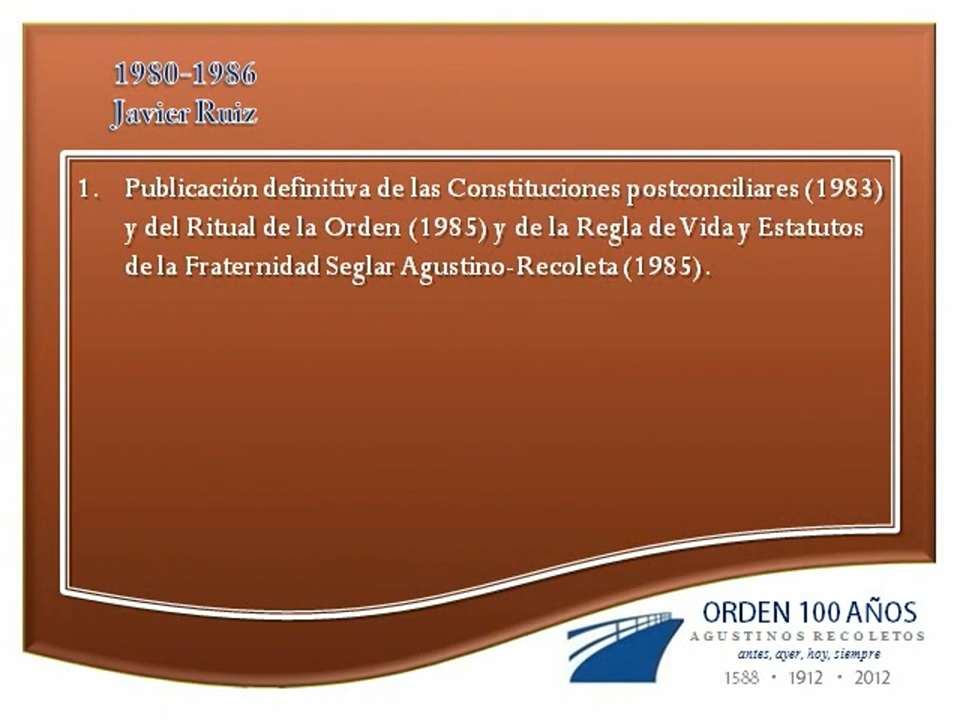 1980-1986
Javier Ruiz
1. Publicación definitiva de las Constituciones postconciliares (1983)
y del Ritual de la Orden (1985) y de la Regla de Vida y Estatutos
de la Fraternidad Seglar Agustino-Recoleta (1985).
ORDEN 100 AÑOS
AGUSTINOS RECOLETOS
antes, ayer, hoy, siempre
1588 • 1912 • 2012